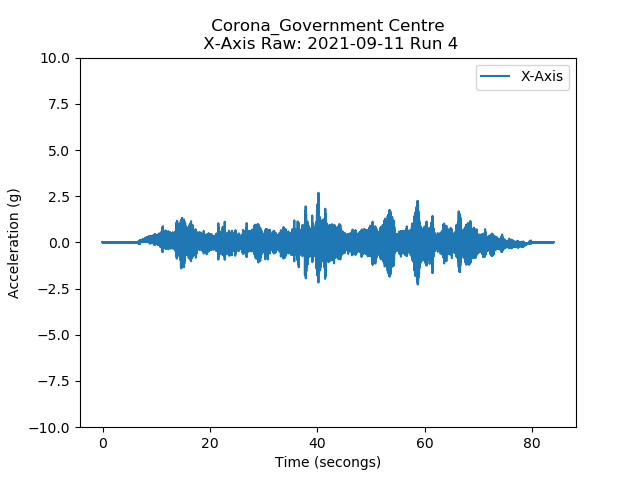 Corona_Government Centre
X-Axis Raw: 2021-09-11 Run 4
X-Axis
10.0
7.5
5.0
2.5
0.0
−2.5
−5.0
−7.5
−10.0
Acceleration (g)
0 20 40 60 80
Time (secongs)